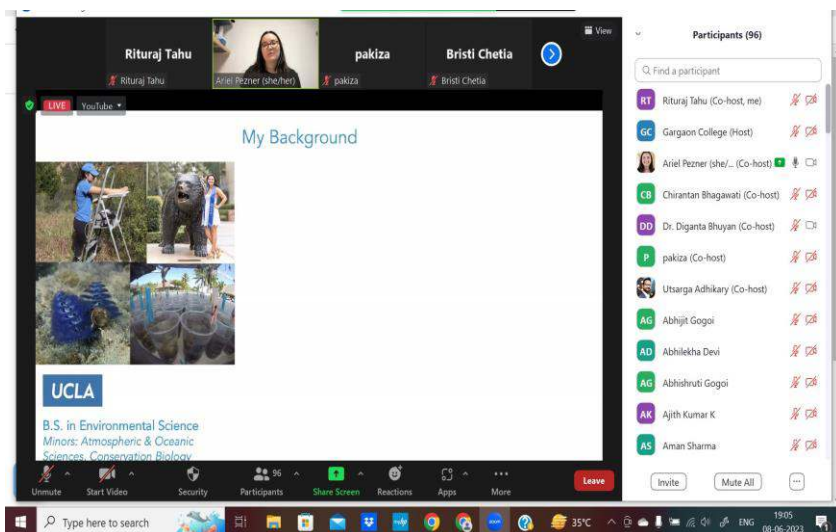 Rituraj Tahu
pakiza
Bristi Chetia
View
Rituraj Tahu
Ariel Pezner (she/her)
pakiza
Bristi Chetia
LIVE
YouTube
My Background
UCLA
B.S. in Environmental Science
Minors: Atmospheric & Oceanic
Sciences, Conservation Biology
Unmute
Start Video
Security
96
Participants
Share Screen
Reactions
Apps
More
Leave
Participants (96)
Find a participant
RT Rituraj Tahu (Co-host, me)
GC Gargaon College (Host)
Ariel Pezner (she/... (Co-host)
CB Chirantan Bhagawati (Co-host)
DD Dr. Diganta Bhuyan (Co-host)
P pakiza (Co-host)
Utsarga Adhikary (Co-host)
AG Abhijit Gogoi
AD Abhilekha Devi
AG Abhishruti Gogoi
AK Ajith Kumar K
AS Aman Sharma
Invite
Mute All
Type here to search
35°C
ENG
19:05
08-06-2023